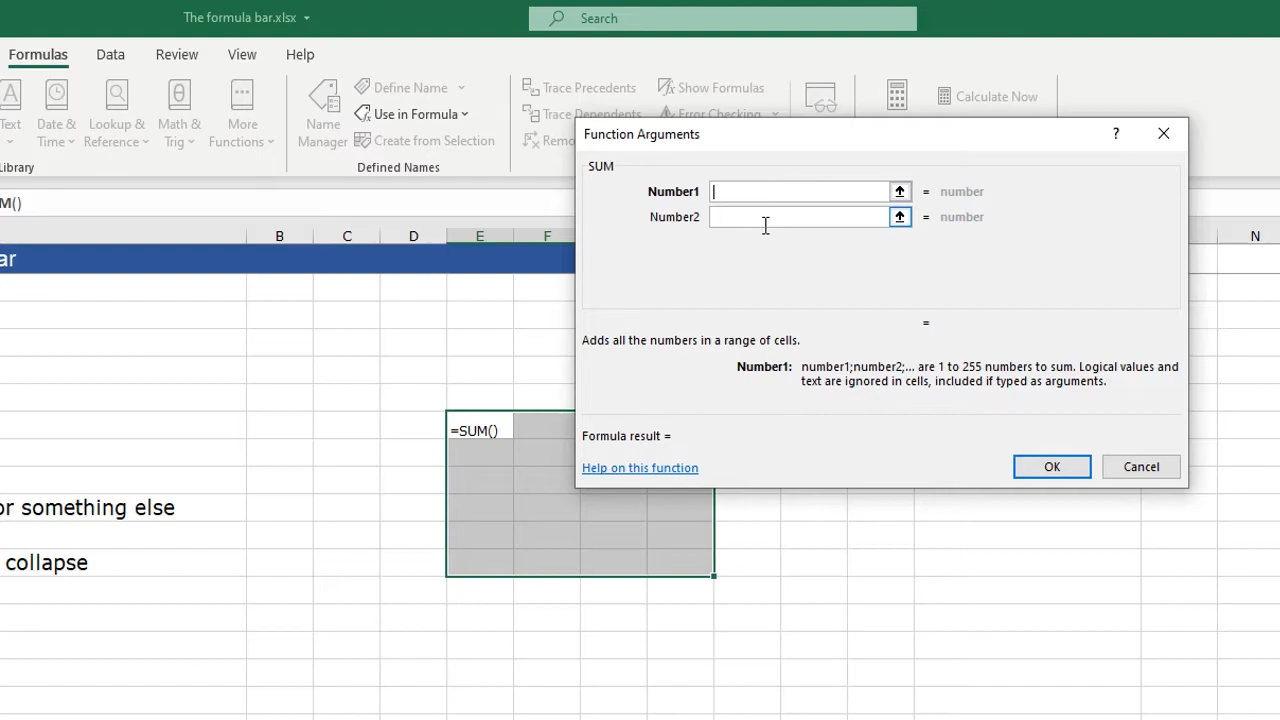 The formula bar.xlsx
Search
Formulas Data Review View Help
Text
Date & Time
Lookup & Reference
Math & Trig
More Functions
Library
Name Manager
Define Name
Use in Formula
Create from Selection
Defined Names
Trace Precedents
Trace Dependents
Remo
Show Formulas
Error Checking
Calculate Now
M()
B C D E F N
ar
=SUM()
or something else
collapse
Function Arguments
?
SUM
Number1 = number
Number2 = number
=
Adds all the numbers in a range of cells.
Number1: number1;number2;... are 1 to 255 numbers to sum. Logical values and
text are ignored in cells, included if typed as arguments.
Formula result =
Help on this function
OK Cancel